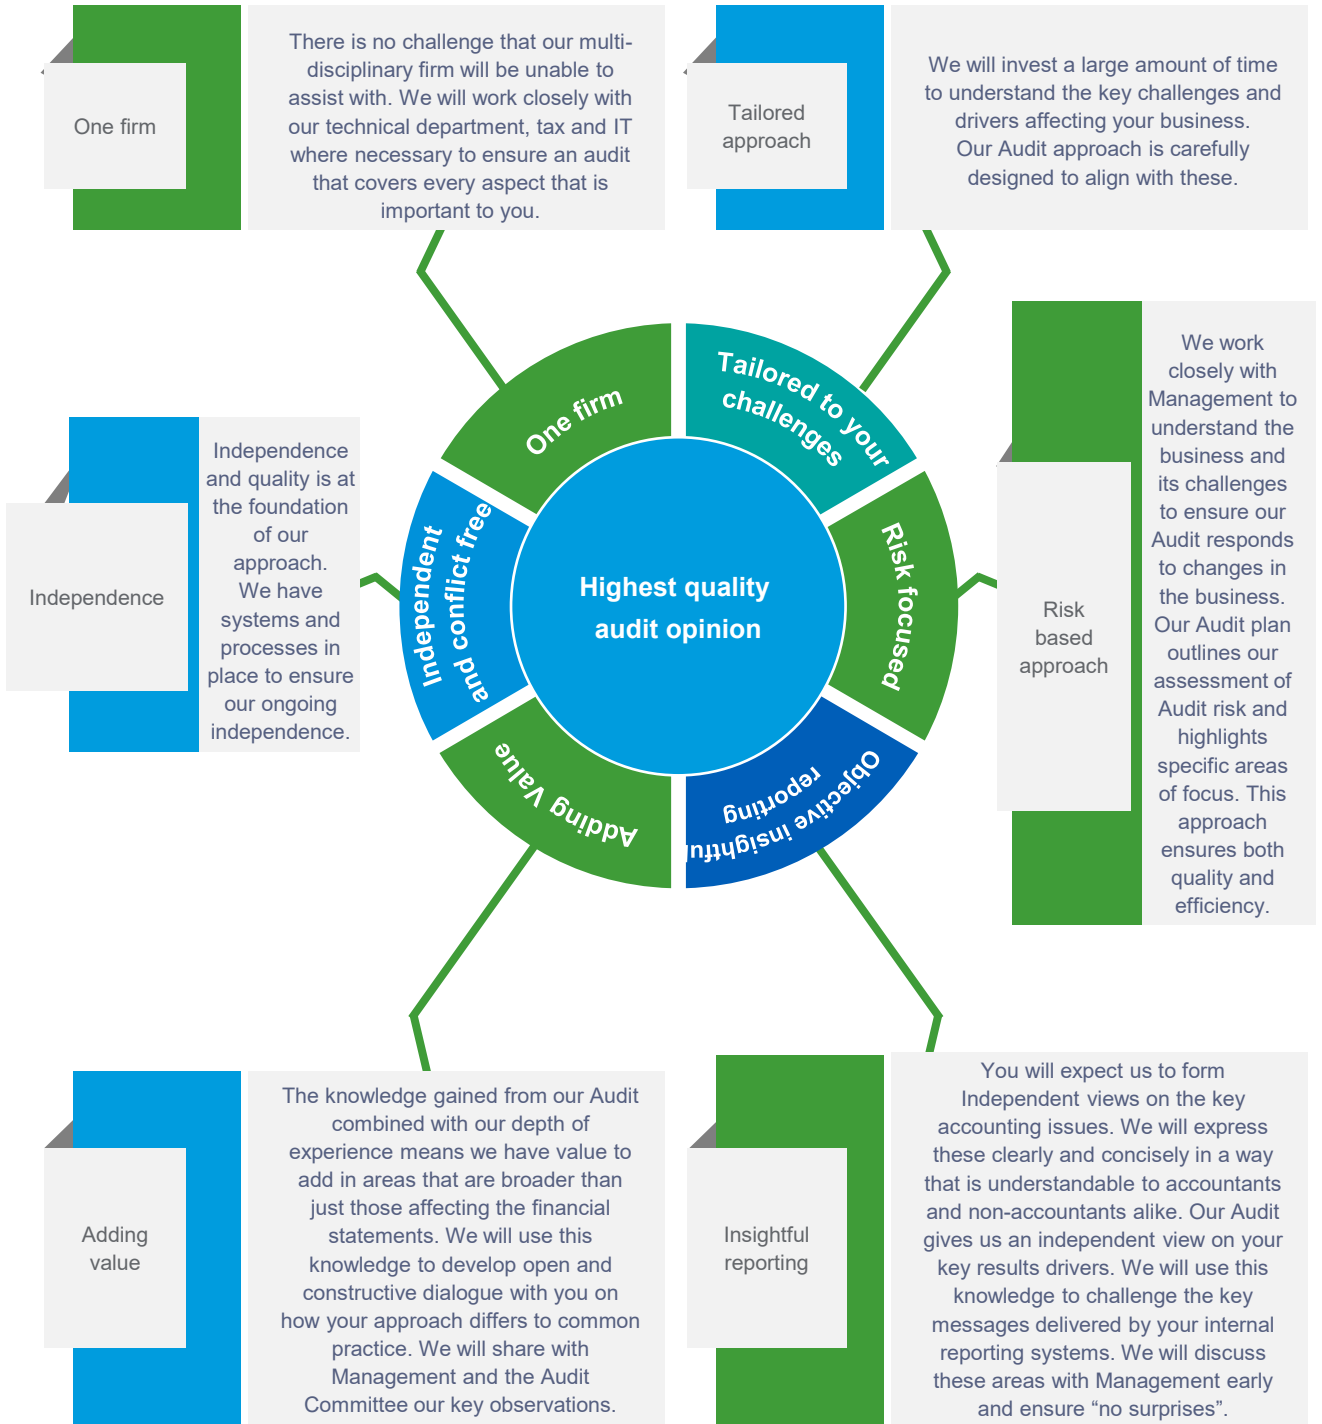 One firm
There is no challenge that our multi-
disciplinary firm will be unable to
assist with. We will work closely with
our technical department, tax and IT
where necessary to ensure an audit
that covers every aspect that is
important to you.
Tailored
approach
We will invest a large amount of time
to understand the key challenges and
drivers affecting your business.
Our Audit approach is carefully
designed to align with these.
One firm
Tailored to your
challenges
Independence
Independence
and quality is at
the foundation
of our
approach.
We have
systems and
processes in
place to ensure
our ongoing
independence.
Independent
and conflict free
Highest quality
audit opinion
Risk focused
Risk
based
approach
We work
closely with
Management to
understand the
business and
its challenges
to ensure our
Audit responds
to changes in
the business.
Our Audit plan
outlines our
assessment of
Audit risk and
highlights
specific areas
of focus. This
approach
ensures both
quality and
efficiency.
Adding Value
Objective insightful
reporting
Adding
value
The knowledge gained from our Audit
combined with our depth of
experience means we have value to
add in areas that are broader than
just those affecting the financial
statements. We will use this
knowledge to develop open and
constructive dialogue with you on
how your approach differs to common
practice. We will share with
Management and the Audit
Committee our key observations.
Insightful
reporting
You will expect us to form
Independent views on the key
accounting issues. We will express
these clearly and concisely in a way
that is understandable to accountants
and non-accountants alike. Our Audit
gives us an independent view on your
key results drivers. We will use this
knowledge to challenge the key
messages delivered by your internal
reporting systems. We will discuss
these areas with Management early
and ensure “no surprises”.